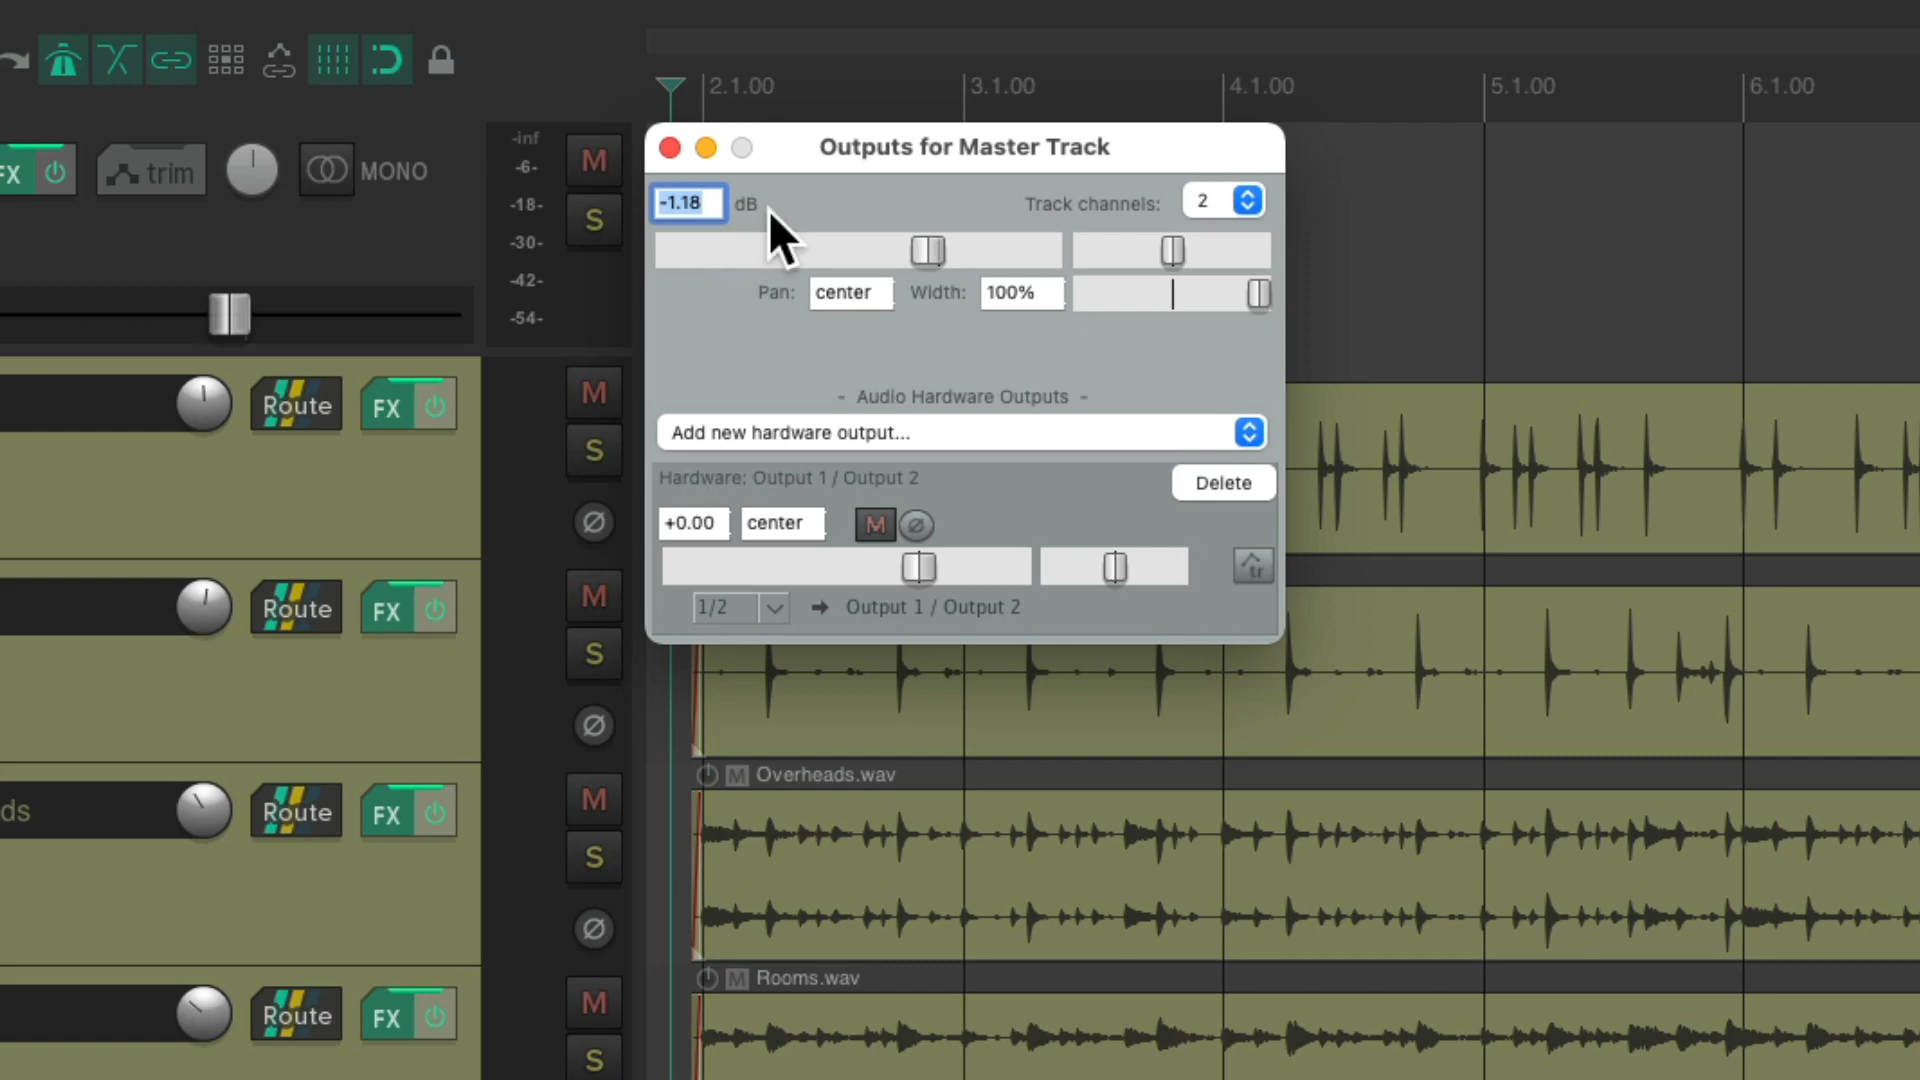 2.1.00 3.1.00 4.1.00 5.1.00 6.1.00
FX trim MONO
-inf
-6-
-18-
-30-
-42-
-54-
M
S
Outputs for Master Track
-1.18 dB Track channels: 2
Pan: center Width: 100%
- Audio Hardware Outputs -
Add new hardware output...
Hardware: Output 1 / Output 2 Delete
+0.00 center M
tr
1/2 Output 1 / Output 2
Route FX M
S
Route FX M
S
M Overheads.wav
ds Route FX M
S
M Rooms.wav
Route FX M
S